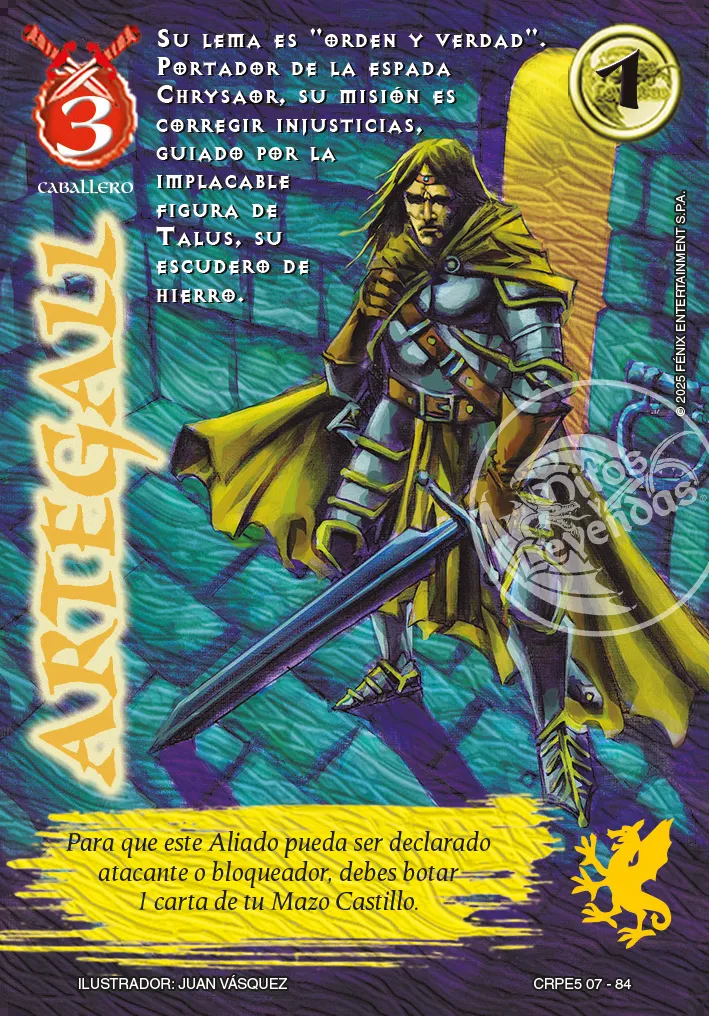 3
CABALLERO
Su lema es "orden y verdad".
Portador de la espada
Chrysaor, su misión es
corregir injusticias,
guiado por la
implacable
figura de
Talus, su
escudero de
hierro.
1
ARTEGALL
© 2025 FÉNIX ENTERTAINMENT S.P.A.
Mitos
y
Leyendas
Para que este Aliado pueda ser declarado
atacante o bloqueador, debes botar
1 carta de tu Mazo Castillo.
ILUSTRADOR: JUAN VÁSQUEZ
CRPE5 07 - 84